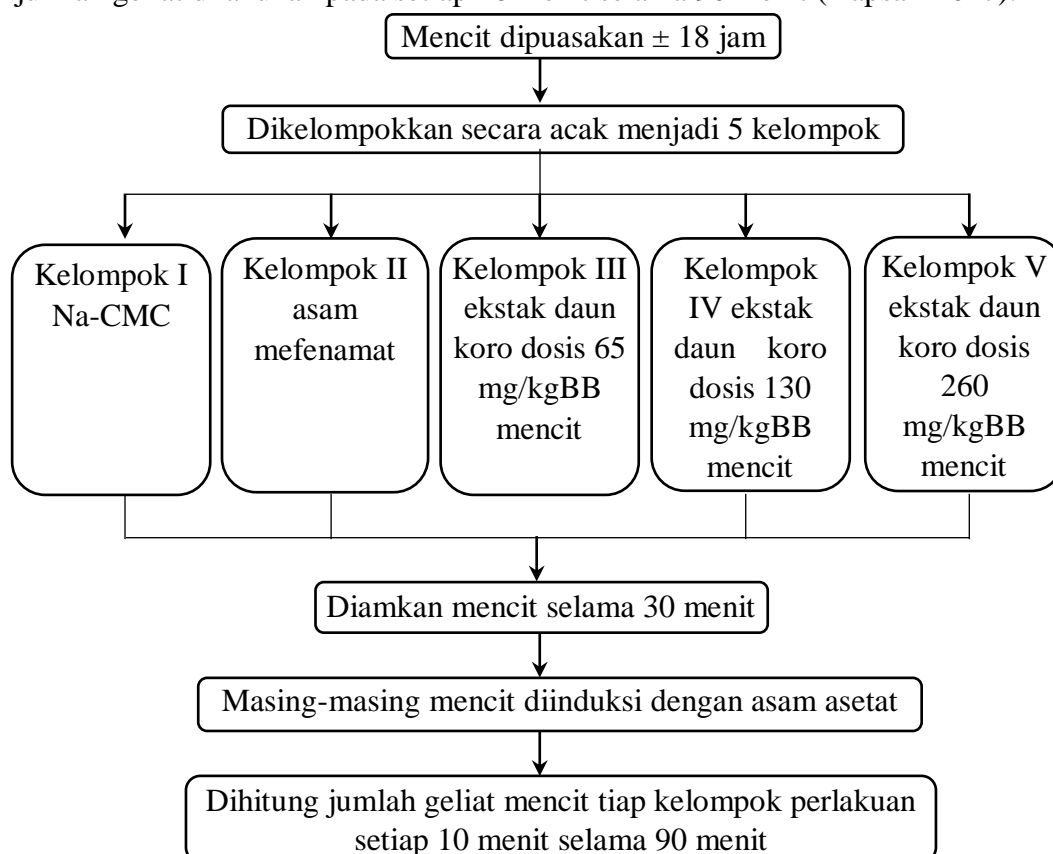 Mencit dipuasakan ± 18 jam
Dikelompokkan secara acak menjadi 5 kelompok
Kelompok I
Na-CMC
Kelompok II
asam
mefenamat
Kelompok III
ekstak daun
koro dosis 65
mg/kgBB
mencit
Kelompok
IV ekstak
daun koro
dosis 130
mg/kgBB
mencit
Kelompok V
ekstak daun
koro dosis
260
mg/kgBB
mencit
Diamkan mencit selama 30 menit
Masing-masing mencit diinduksi dengan asam asetat
Dihitung jumlah geliat mencit tiap kelompok perlakuan
setiap 10 menit selama 90 menit